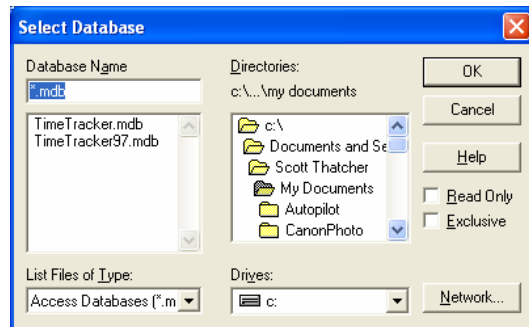 Select Database
Database Name
*.mdb
TimeTracker.mdb
TimeTracker97.mdb
List Files of Type:
Access Databases (*.m
Directories:
c:\...\my documents
c:\
Documents and Se
Scott Thatcher
My Documents
Autopilot
CanonPhoto
Drives:
c:
OK
Cancel
Help
Read Only
Exclusive
Network...